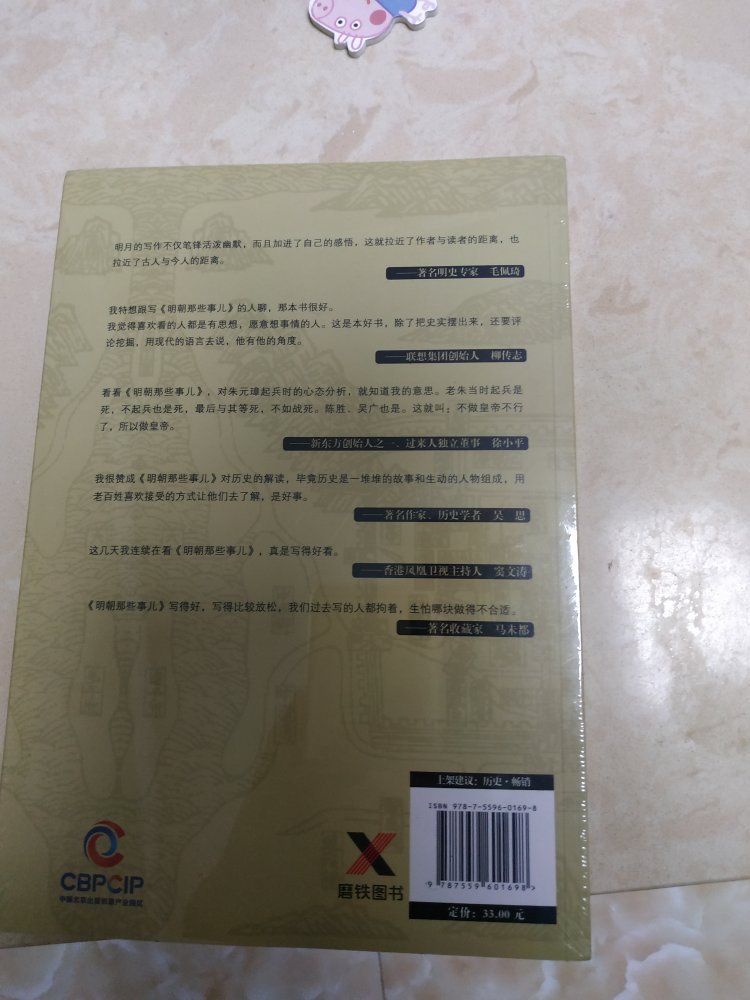 明月的写作不仅笔锋活泼幽默，而且加进了自己的感悟，这就拉近了作者与读者的距离，也
拉近了古人与今人的距离。
——著名明史专家 毛佩琦
我特想跟写《明朝那些事儿》的人聊，那本书很好。
我觉得喜欢看的人都是有思想，愿意想事情的人。这是本好书，除了把史实摆出来，还要评
论挖掘，用现代的语言去说，他有他的角度。
——联想集团创始人 柳传志
看看《明朝那些事儿》，对朱元璋起兵时的心态分析，就知道我的意思。老朱当时起兵是
死，不起兵也是死，最后与其等死，不如战死。陈胜、吴广也是。这就叫：不做皇帝不行
了，所以做皇帝。
——新东方创始人之一、过来人独立董事 徐小平
我很赞成《明朝那些事儿》对历史的解读，毕竟历史是一堆堆的故事和生动的人物组成，用
老百姓喜欢接受的方式让他们去了解，是好事。
——著名作家、历史学者 吴 思
这几天我连续在看《明朝那些事儿》，真是写得好看。
——香港凤凰卫视主持人 窦文涛
《明朝那些事儿》写得好，写得比较放松，我们过去写的人都拘着，生怕哪块做得不合适。
——著名收藏家 马未都
上架建议：历史·畅销
ISBN 978-7-5596-0169-8
9 787559 601698 >
定价：33.00 元
CBPCIP
中国北京出版创意产业园区
磨铁图书